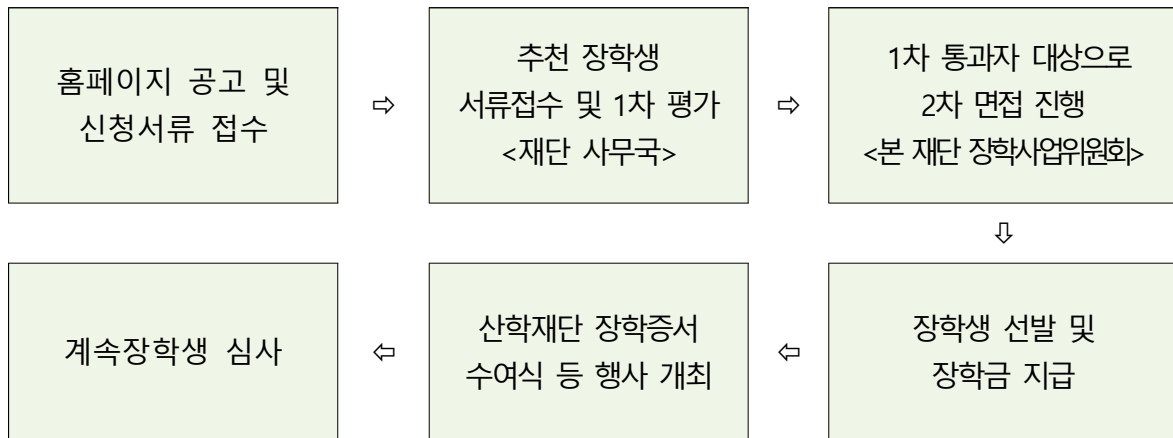 홈페이지 공고 및
신청서류 접수
⇨
추천 장학생
서류접수 및 1차 평가
<재단 사무국>
⇨
1차 통과자 대상으로
2차 면접 진행
<본 재단 장학사업위원회>
⇩
장학생 선발 및
장학금 지급
⇦
산학재단 장학증서
수여식 등 행사 개최
⇦
계속장학생 심사